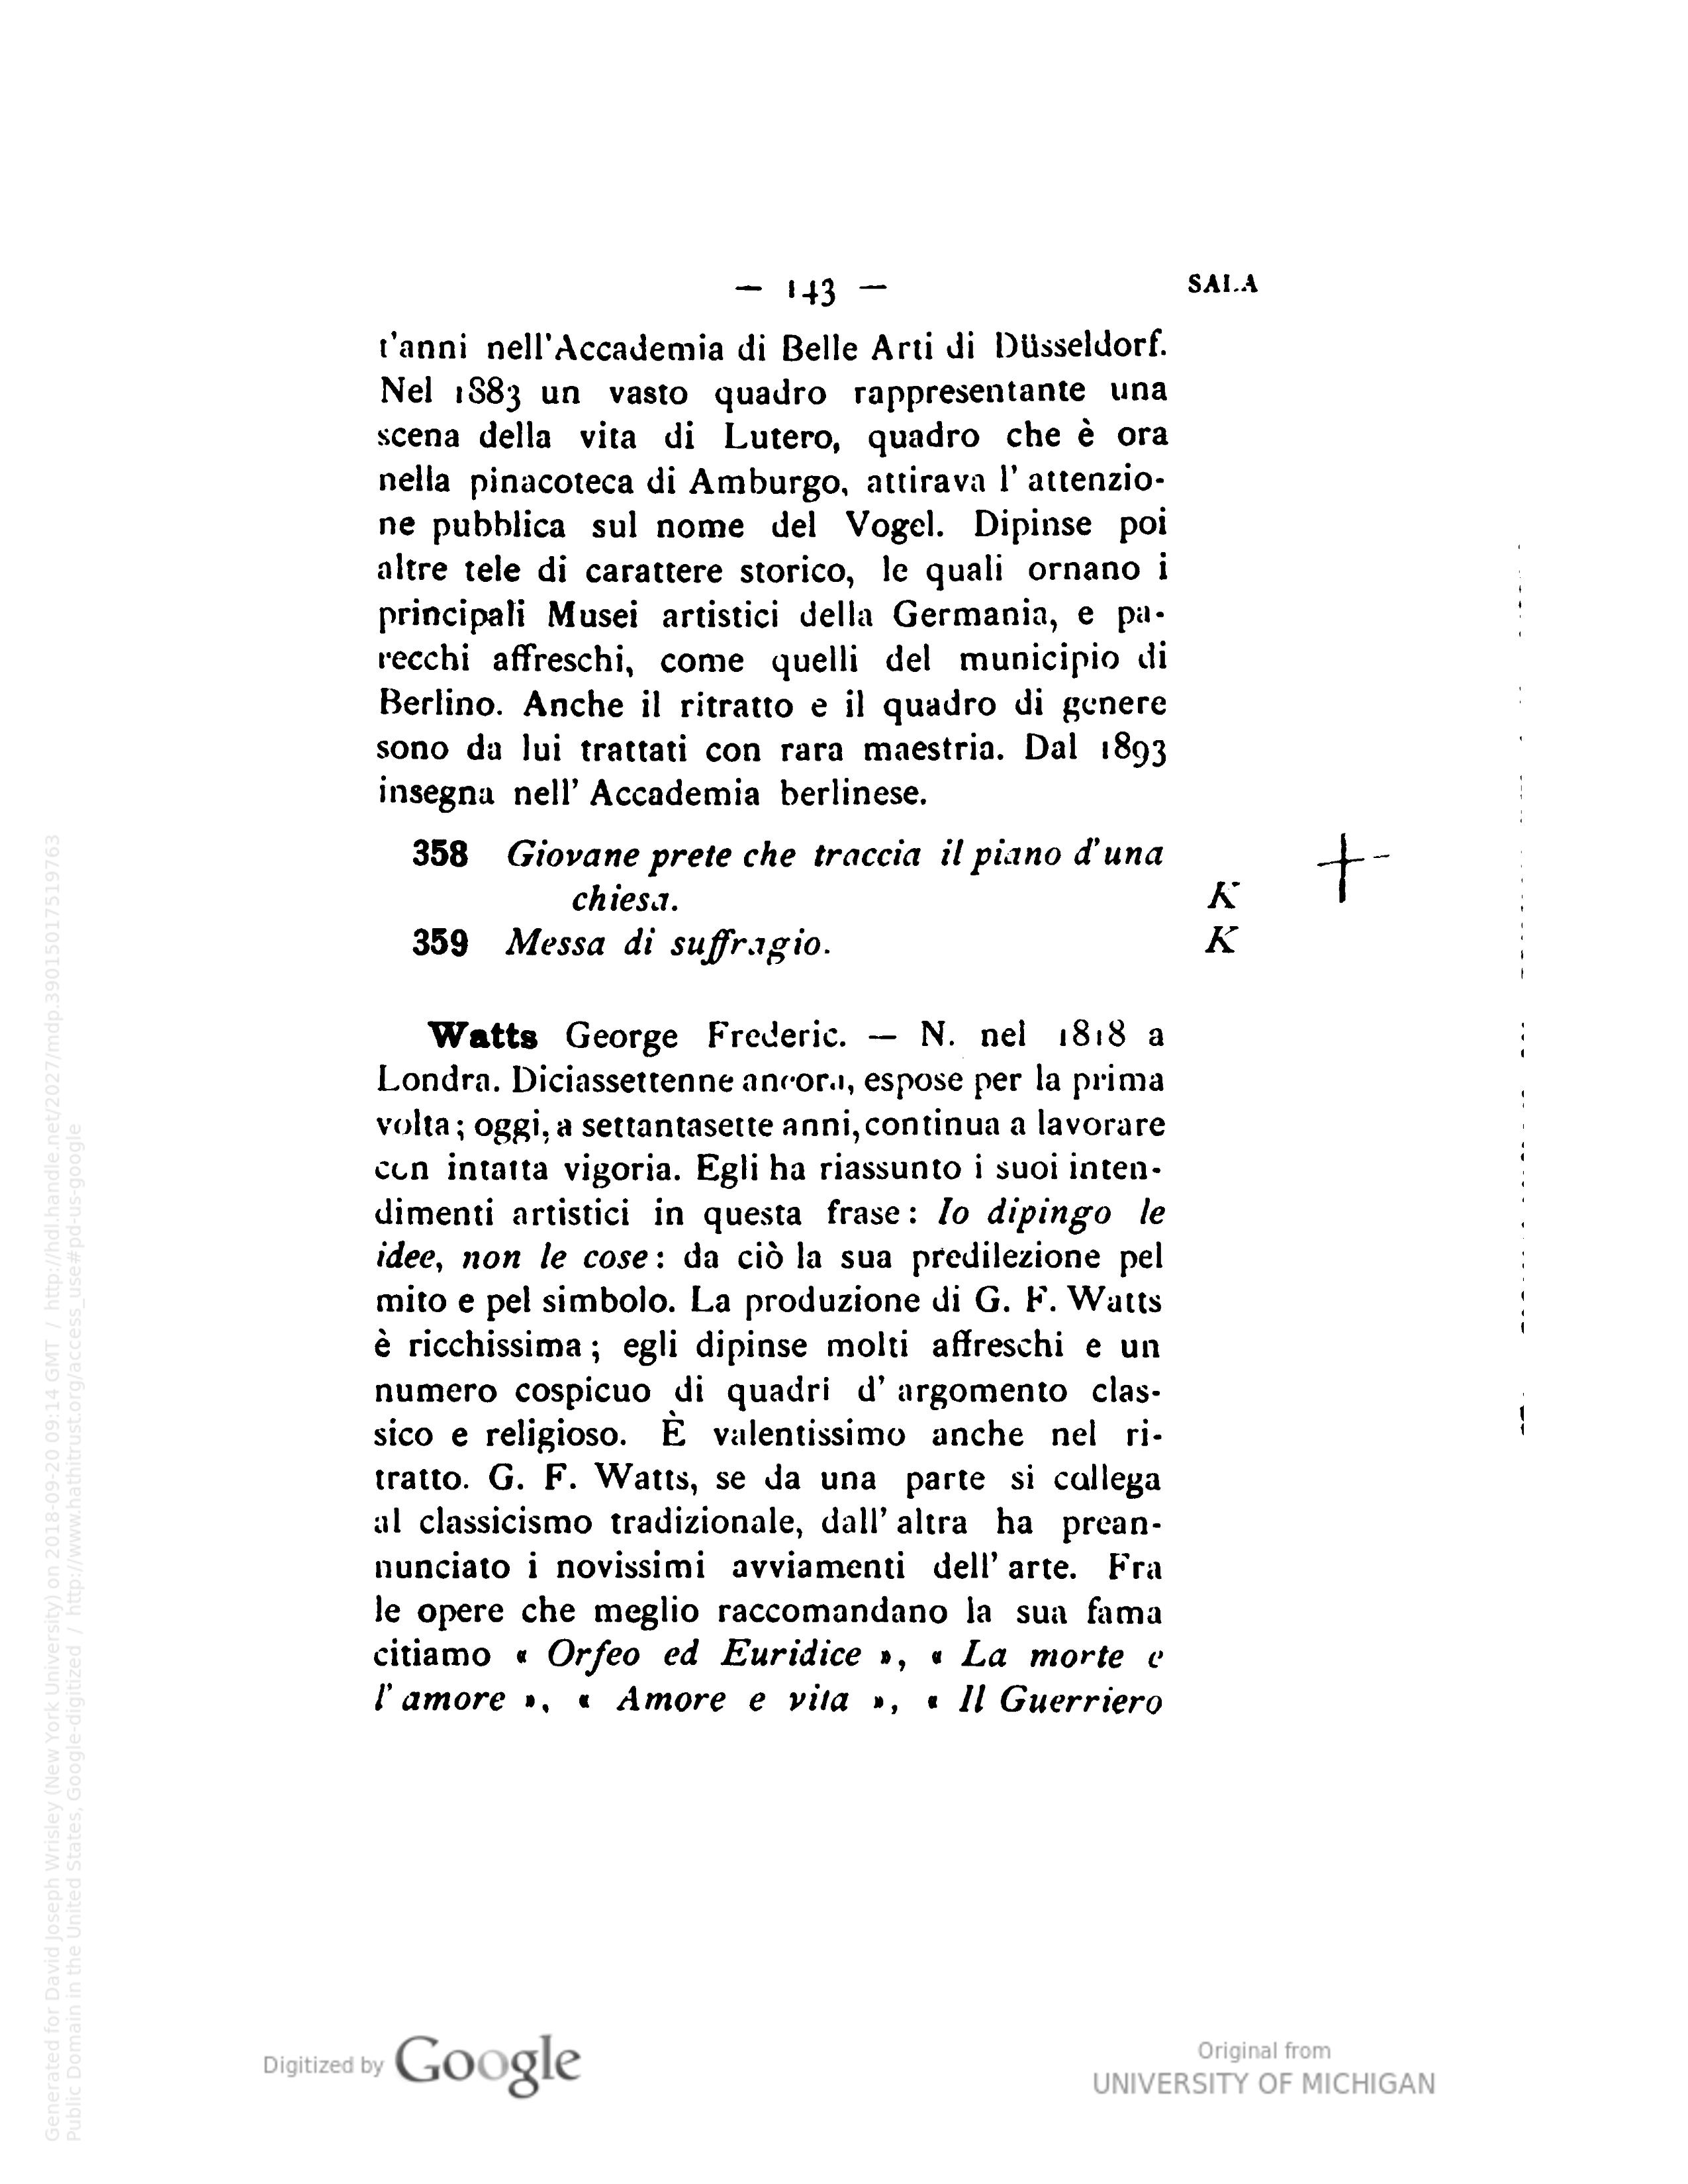 — 143 —
SALA
t'anni nell'Accademia di Belle Arti di Düsseldorf.
Nel 1883 un vasto quadro rappresentante una
scena della vita di Lutero, quadro che è ora
nella pinacoteca di Amburgo, attirava l' attenzio-
ne pubblica sul nome del Vogel. Dipinse poi
altre tele di carattere storico, le quali ornano i
principali Musei artistici della Germania, e pa-
recchi affreschi, come quelli del municipio di
Berlino. Anche il ritratto e il quadro di genere
sono da lui trattati con rara maestria. Dal 1893
insegna nell' Accademia berlinese.
358 Giovane prete che traccia il piano d'una
chiesa. K
359 Messa di suffragio. K
Watts George Frederic. — N. nel 1818 a
Londra. Diciassettenne ancora, espose per la prima
volta; oggi, a settantasette anni, continua a lavorare
con intatta vigoria. Egli ha riassunto i suoi inten-
dimenti artistici in questa frase: Io dipingo le
idee, non le cose: da ciò la sua predilezione pel
mito e pel simbolo. La produzione di G. F. Watts
è ricchissima; egli dipinse molti affreschi e un
numero cospicuo di quadri d' argomento clas-
sico e religioso. È valentissimo anche nel ri-
tratto. G. F. Watts, se da una parte si collega
al classicismo tradizionale, dall' altra ha prean-
nunciato i novissimi avviamenti dell' arte. Fra
le opere che meglio raccomandano la sua fama
citiamo « Orfeo ed Euridice », « La morte e
l' amore », « Amore e vita », « Il Guerriero
Digitized by Google
Original from
UNIVERSITY OF MICHIGAN
Generated for David Joseph Wrisley (New York University) on 2018-09-20 09:14 GMT / http://hdl.handle.net/2027/mdp.39015017519763
Public Domain in the United States, Google-digitized / http://www.hathitrust.org/access_use#pd-us-google